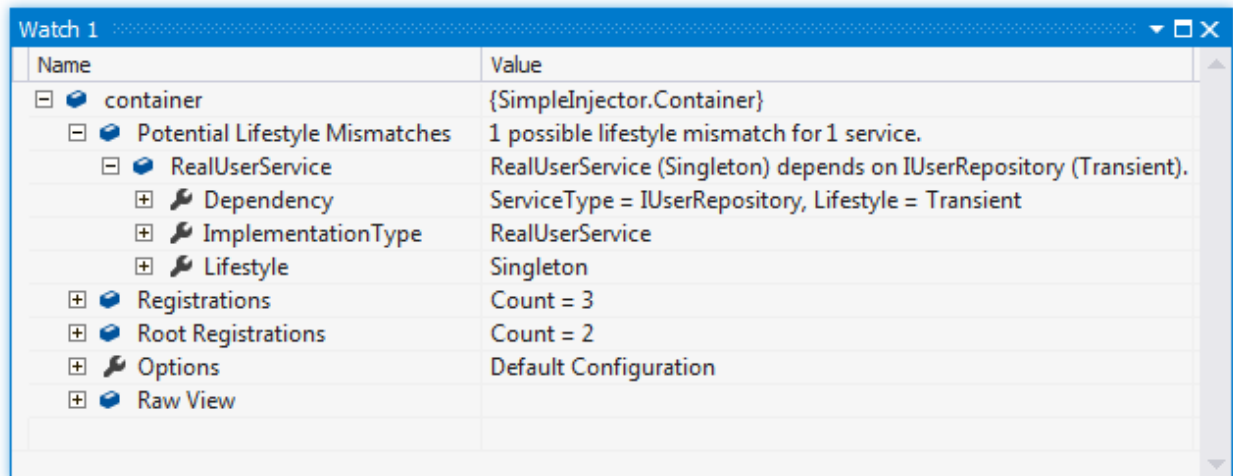 Watch 1
Name Value
container {SimpleInjector.Container}
Potential Lifestyle Mismatches 1 possible lifestyle mismatch for 1 service.
RealUserService RealUserService (Singleton) depends on IUserRepository (Transient).
Dependency ServiceType = IUserRepository, Lifestyle = Transient
ImplementationType RealUserService
Lifestyle Singleton
Registrations Count = 3
Root Registrations Count = 2
Options Default Configuration
Raw View